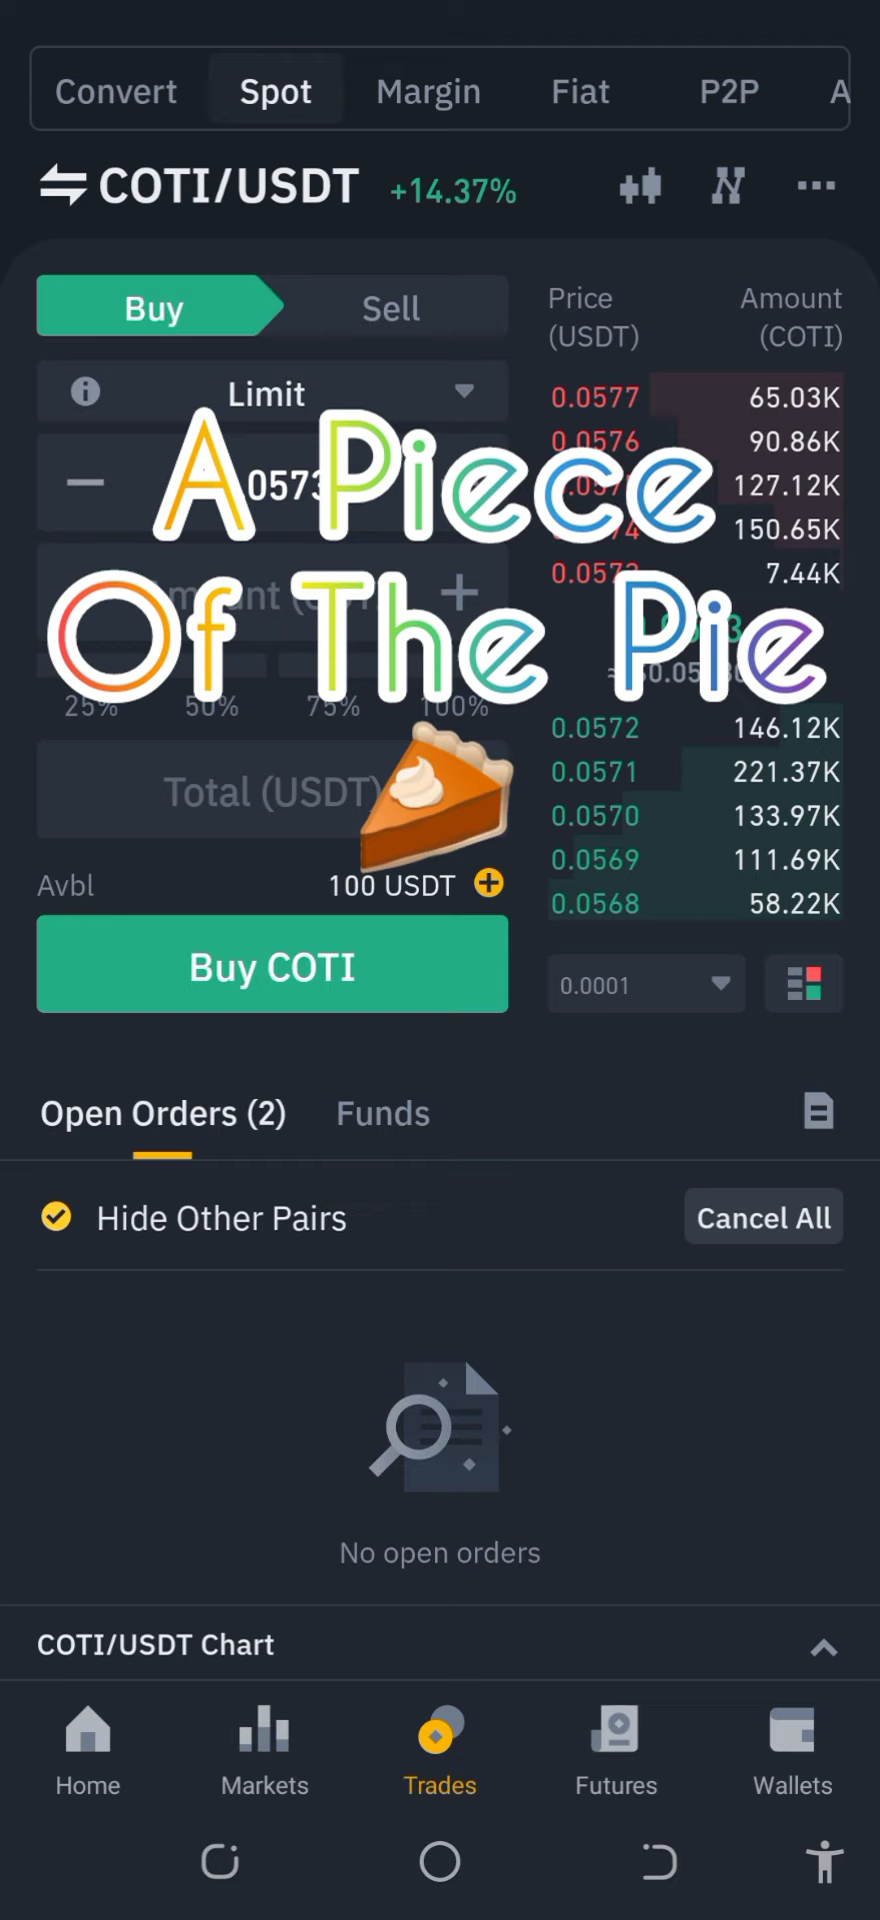 Convert Spot Margin Fiat P2P A
COTI/USDT +14.37%
Buy Sell
Price Amount
(USDT) (COTI)
Limit
0.0577 65.03K
0.0576 90.86K
127.12K
150.65K
7.44K
A Piece
Of The Pie
25% 50% 75% 100%
0.0572 146.12K
0.0571 221.37K
0.0570 133.97K
0.0569 111.69K
0.0568 58.22K
Total (USDT)
Avbl 100 USDT
Buy COTI
0.0001
Open Orders (2) Funds
Hide Other Pairs Cancel All
No open orders
COTI/USDT Chart
Home Markets Trades Futures Wallets